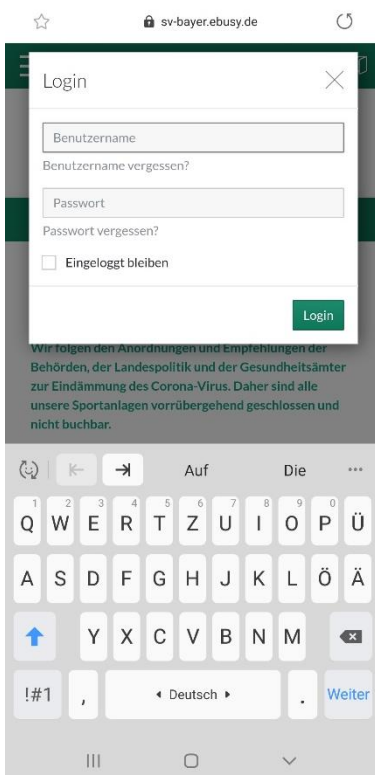 sv-bayer.ebusy.de
Login
Benutzername
Benutzername vergessen?
Passwort
Passwort vergessen?
Eingeloggt bleiben
Login
Wir folgen den Anordnungen und Empfehlungen der
Behörden, der Landespolitik und der Gesundheitsämter
zur Eindämmung des Corona-Virus. Daher sind alle
unsere Sportanlagen vorrübergehend geschlossen und
nicht buchbar.
Auf Die
1 2 3 4 5 6 7 8 9 0
Q W E R T Z U I O P Ü
A S D F G H J K L Ö Ä
Y X C V B N M
!#1 , Deutsch . Weiter